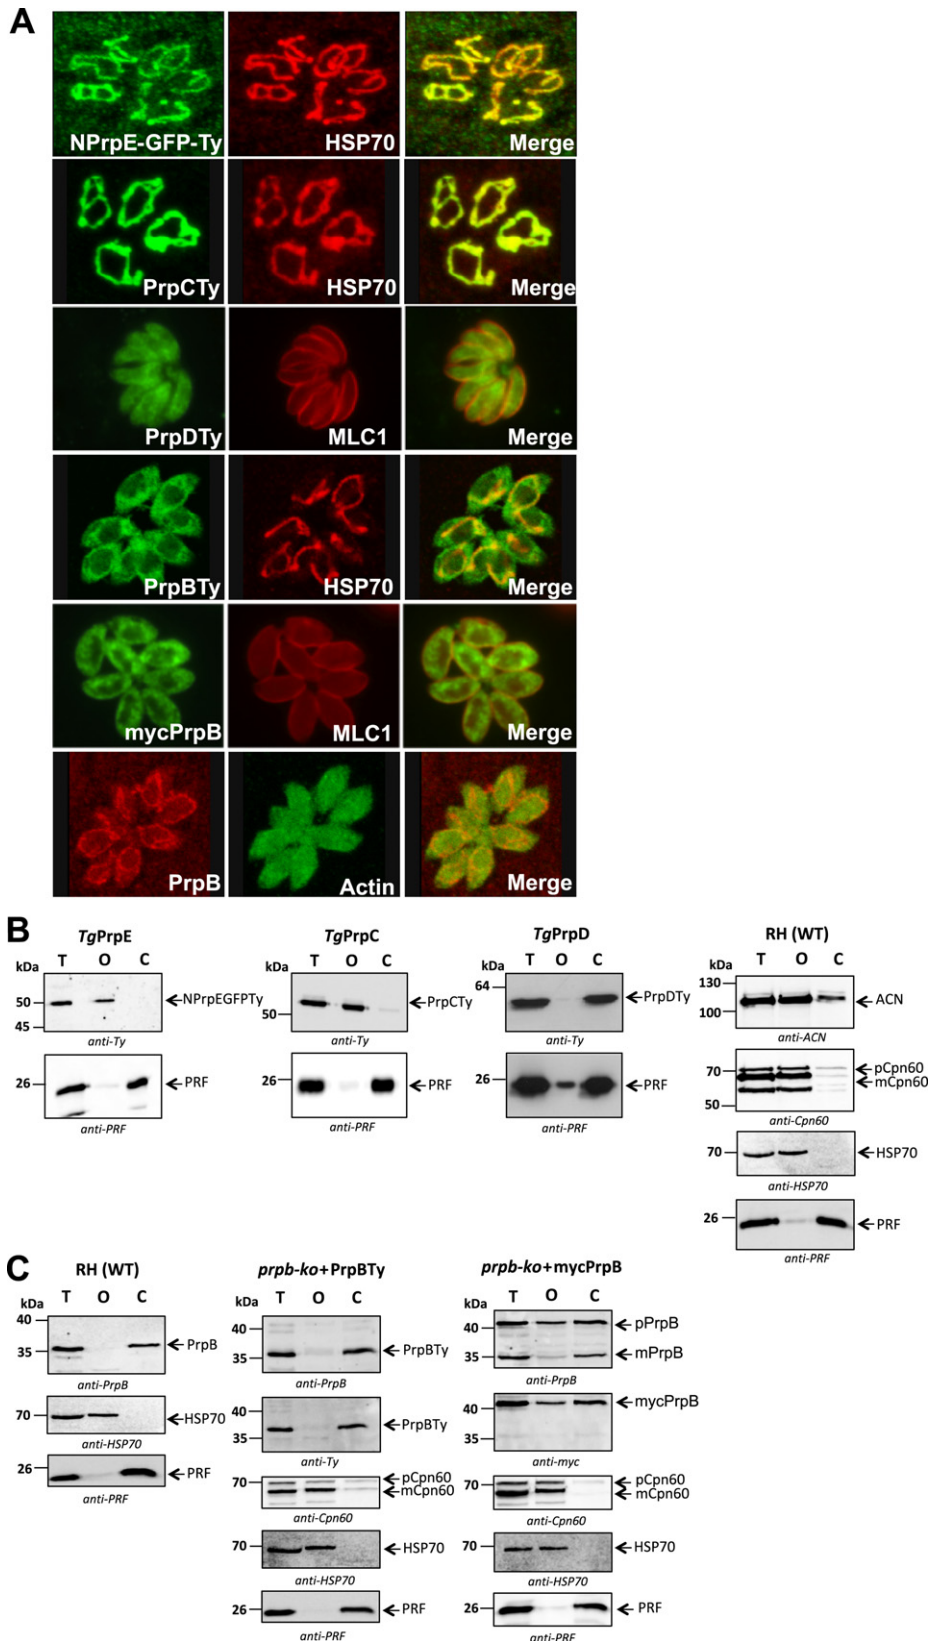 A
NPrpE-GFP-Ty HSP70 Merge
PrpCTy HSP70 Merge
PrpDTy MLC1 Merge
PrpBTy HSP70 Merge
mycPrpB MLC1 Merge
PrpB Actin Merge
B
TgPrpE
T O C
kDa
50
45
NPrpEGFPTy
anti-Ty
26
PRF
anti-PRF
TgPrpC
T O C
kDa
50
PrpCTy
anti-Ty
26
PRF
anti-PRF
TgPrpD
T O C
kDa
64
PrpDTy
anti-Ty
26
PRF
anti-PRF
RH (WT)
kDa
T O C
130
100
ACN
anti-ACN
70
50
pCpn60
mCpn60
anti-Cpn60
70
HSP70
anti-HSP70
26
PRF
anti-PRF
C
RH (WT)
kDa
T O C
40
35
PrpB
anti-PrpB
70
HSP70
anti-HSP70
26
PRF
anti-PRF
prpb-ko+PrpBTy
T O C
kDa
40
35
PrpBTy
anti-PrpB
40
35
PrpBTy
anti-Ty
70
pCpn60
mCpn60
anti-Cpn60
70
HSP70
anti-HSP70
26
PRF
anti-PRF
prpb-ko+mycPrpB
T O C
kDa
40
35
pPrpB
mPrpB
anti-PrpB
40
35
mycPrpB
anti-myc
70
pCpn60
mCpn60
anti-Cpn60
70
HSP70
anti-HSP70
26
PRF
anti-PRF